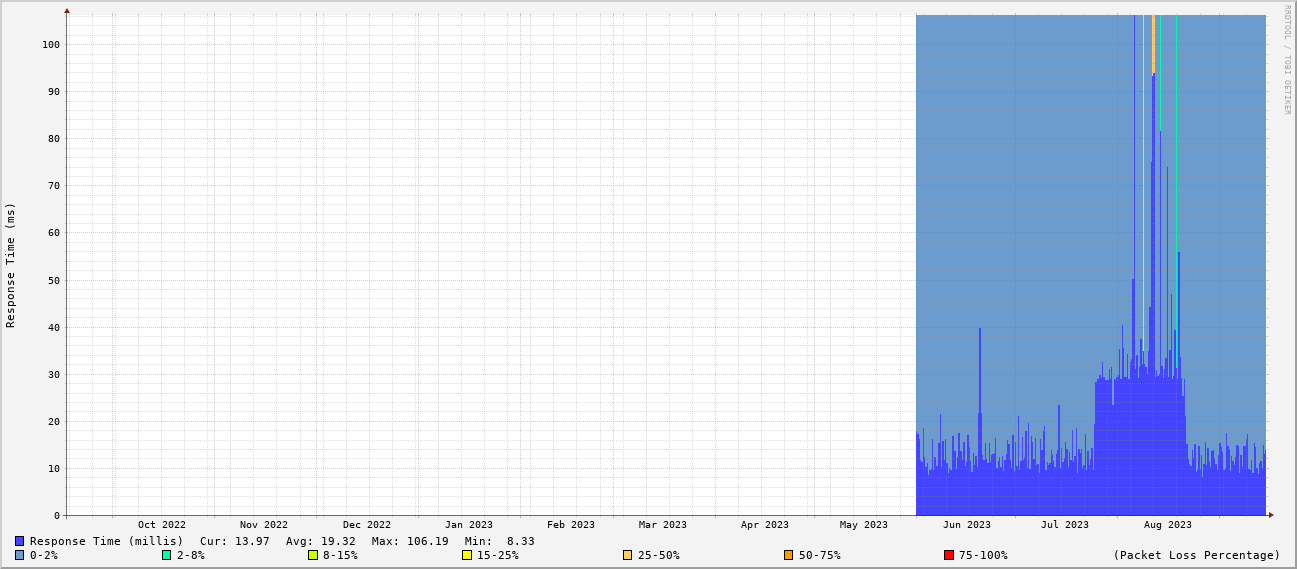 RRDTOOL / TOBI OETIKER
Response Time (ms)
100
90
80
70
60
50
40
30
20
10
0
Oct 2022 Nov 2022 Dec 2022 Jan 2023 Feb 2023 Mar 2023 Apr 2023 May 2023 Jun 2023 Jul 2023 Aug 2023
Response Time (millis) Cur: 13.97 Avg: 19.32 Max: 106.19 Min: 8.33
0-2% 2-8% 8-15% 15-25% 25-50% 50-75% 75-100% (Packet Loss Percentage)